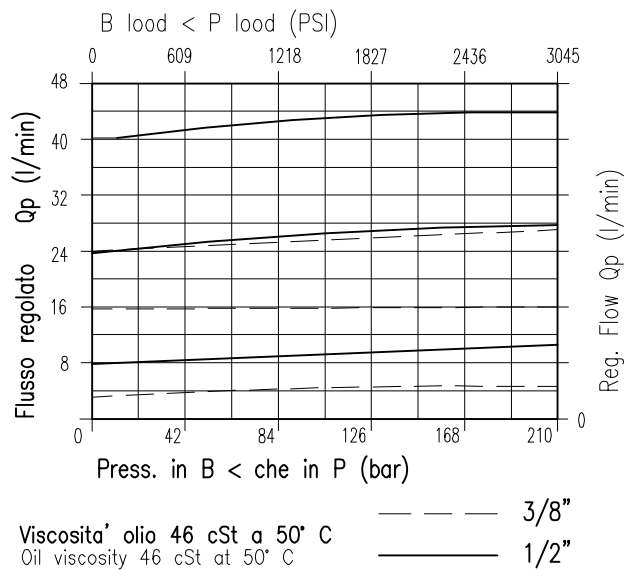 B lood < P lood (PSI)
0 609 1218 1827 2436 3045
48
40
32
24
16
8
Flusso regolato Qp (l/min)
Reg. Flow Qp (l/min)
0
0 42 84 126 168 210
Press. in B < che in P (bar)
Viscosita' olio 46 cSt a 50° C
Oil viscosity 46 cSt at 50° C
3/8”
1/2”